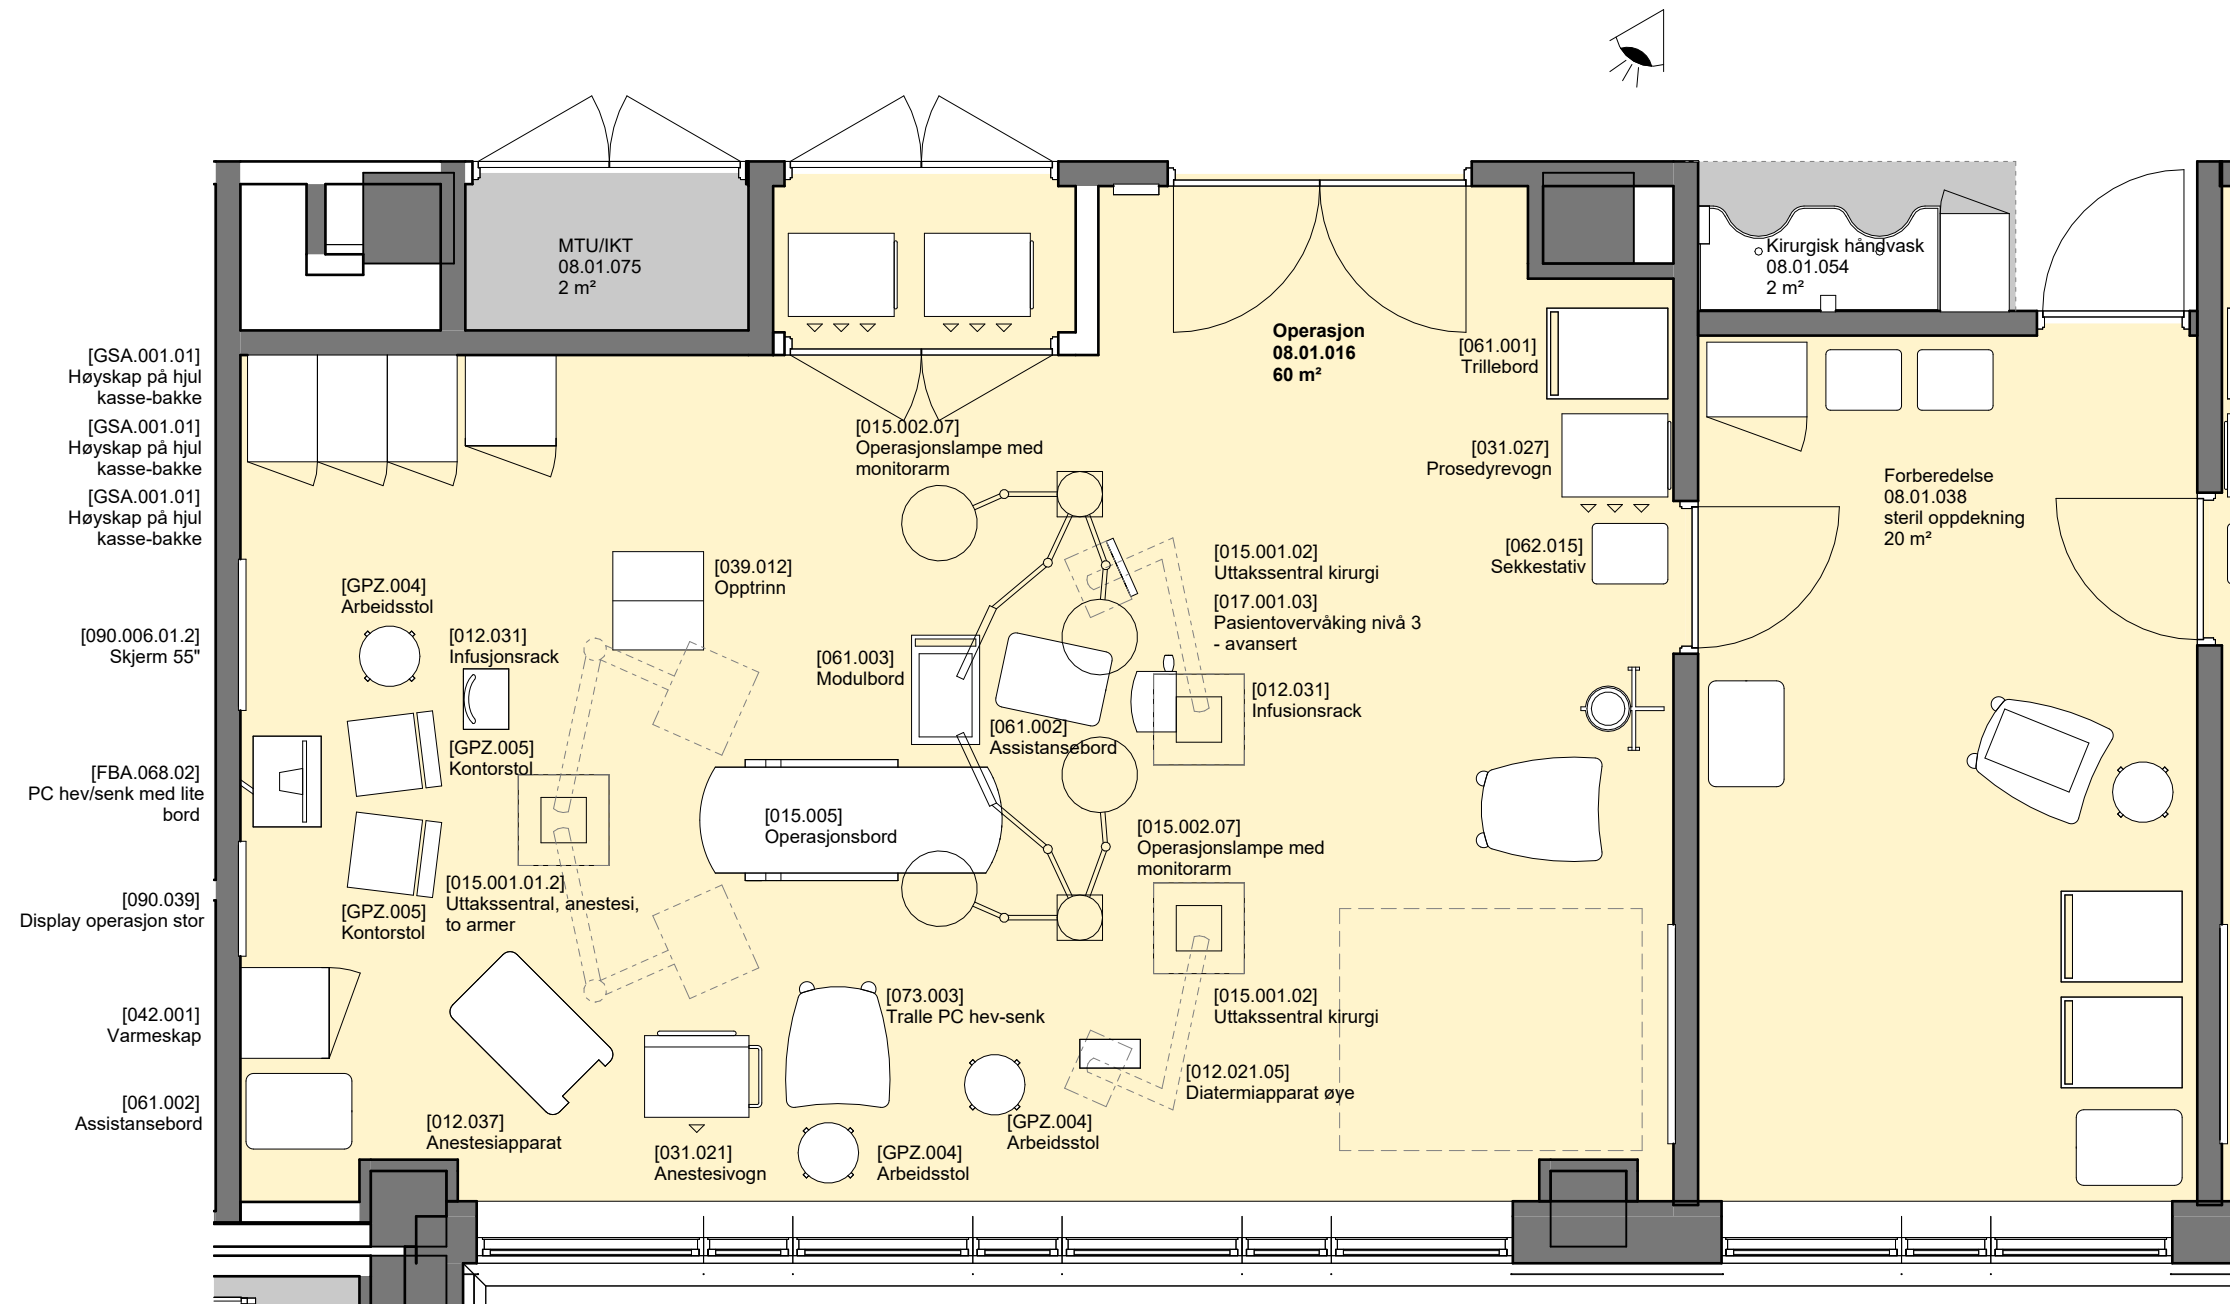 MTU/IKT
08.01.075
2 m²
Kirurgisk håndvask
08.01.054
2 m²
Operasjon
08.01.016
60 m²
[GSA.001.01]
Høyskap på hjul
kasse-bakke
[GSA.001.01]
Høyskap på hjul
kasse-bakke
[GSA.001.01]
Høyskap på hjul
kasse-bakke
[061.001]
Trillebord
[015.002.07]
Operasjonslampe med
monitorarm
[031.027]
Prosedyrevogn
Forberedelse
08.01.038
steril oppdekning
20 m²
[062.015]
Sekkestativ
[015.001.02]
Uttakssentral kirurgi
[017.001.03]
Pasientovervåking nivå 3
- avansert
[039.012]
Opptrinn
[GPZ.004]
Arbeidsstol
[090.006.01.2]
Skjerm 55"
[012.031]
Infusjonsrack
[061.003]
Modulbord
[012.031]
Infusionsrack
[061.002]
Assistansebord
[GPZ.005]
Kontorstol
[FBA.068.02]
PC hev/senk med lite
bord
[015.005]
Operasjonsbord
[015.002.07]
Operasjonslampe med
monitorarm
[015.001.01.2]
Uttakssentral, anestesi,
to armer
[GPZ.005]
Kontorstol
[090.039]
Display operasjon stor
[073.003]
Tralle PC hev-senk
[015.001.02]
Uttakssentral kirurgi
[042.001]
Varmeskap
[012.021.05]
Diatermiapparat øye
[061.002]
Assistansebord
[012.037]
Anestesiapparat
[031.021]
Anestesivogn
[GPZ.004]
Arbeidsstol
[GPZ.004]
Arbeidsstol